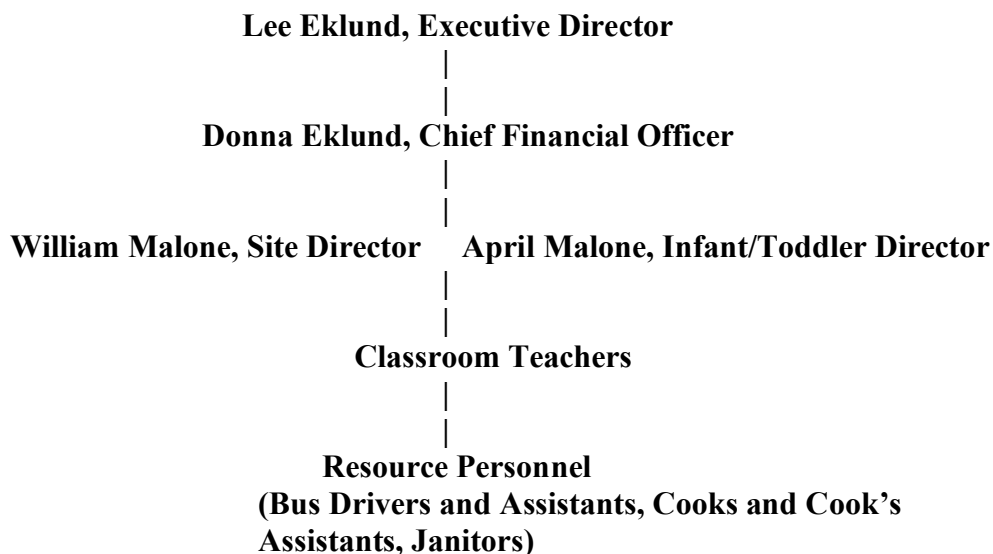 Lee Eklund, Executive Director
Donna Eklund, Chief Financial Officer
William Malone, Site Director April Malone, Infant/Toddler Director
Classroom Teachers
Resource Personnel
(Bus Drivers and Assistants, Cooks and Cook’s
Assistants, Janitors)